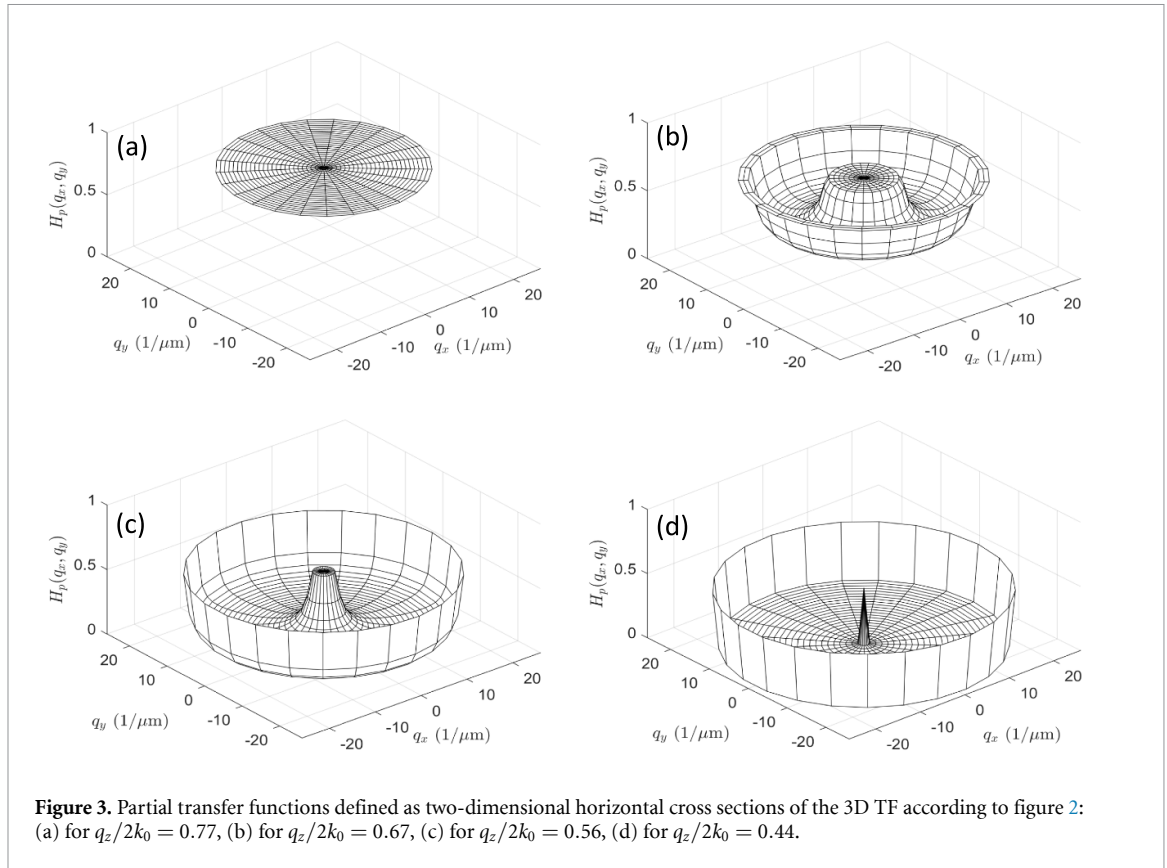 (a)
1
0.5
0
H_p(q_x, q_y)
20
10
0
-10
-20
q_y (1/μm)
-20
-10
0
10
20
q_x (1/μm)
(b)
1
0.5
0
H_p(q_x, q_y)
20
10
0
-10
-20
q_y (1/μm)
-20
-10
0
10
20
q_x (1/μm)
(c)
1
0.5
0
H_p(q_x, q_y)
20
10
0
-10
-20
q_y (1/μm)
-20
-10
0
10
20
q_x (1/μm)
(d)
1
0.5
0
H_p(q_x, q_y)
20
10
0
-10
-20
q_y (1/μm)
-20
-10
0
10
20
q_x (1/μm)
Figure 3. Partial transfer functions defined as two-dimensional horizontal cross sections of the 3D TF according to figure 2:
(a) for q_z/2k_0 = 0.77, (b) for q_z/2k_0 = 0.67, (c) for q_z/2k_0 = 0.56, (d) for q_z/2k_0 = 0.44.